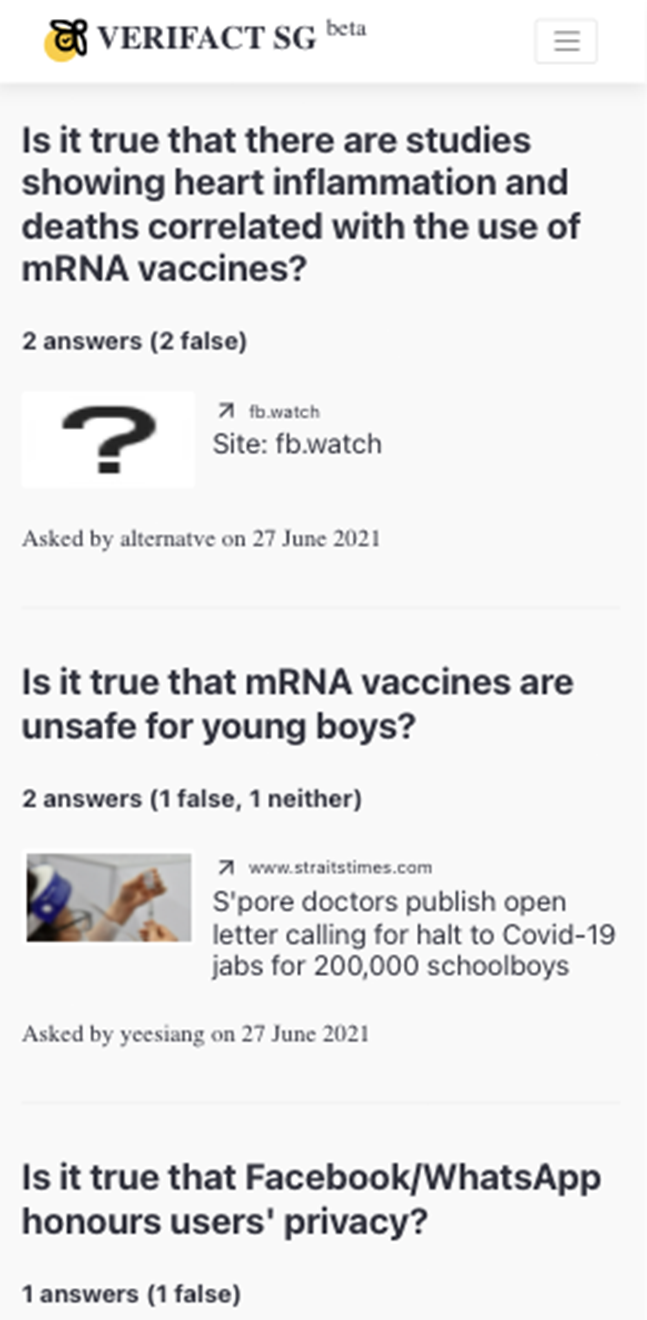 VERIFACT SG beta
Is it true that there are studies
showing heart inflammation and
deaths correlated with the use of
mRNA vaccines?
2 answers (2 false)
?
fb.watch
Site: fb.watch
Asked by alternatve on 27 June 2021
Is it true that mRNA vaccines are
unsafe for young boys?
2 answers (1 false, 1 neither)
www.straitstimes.com
S'pore doctors publish open
letter calling for halt to Covid-19
jabs for 200,000 schoolboys
Asked by yeesiang on 27 June 2021
Is it true that Facebook/WhatsApp
honours users' privacy?
1 answers (1 false)